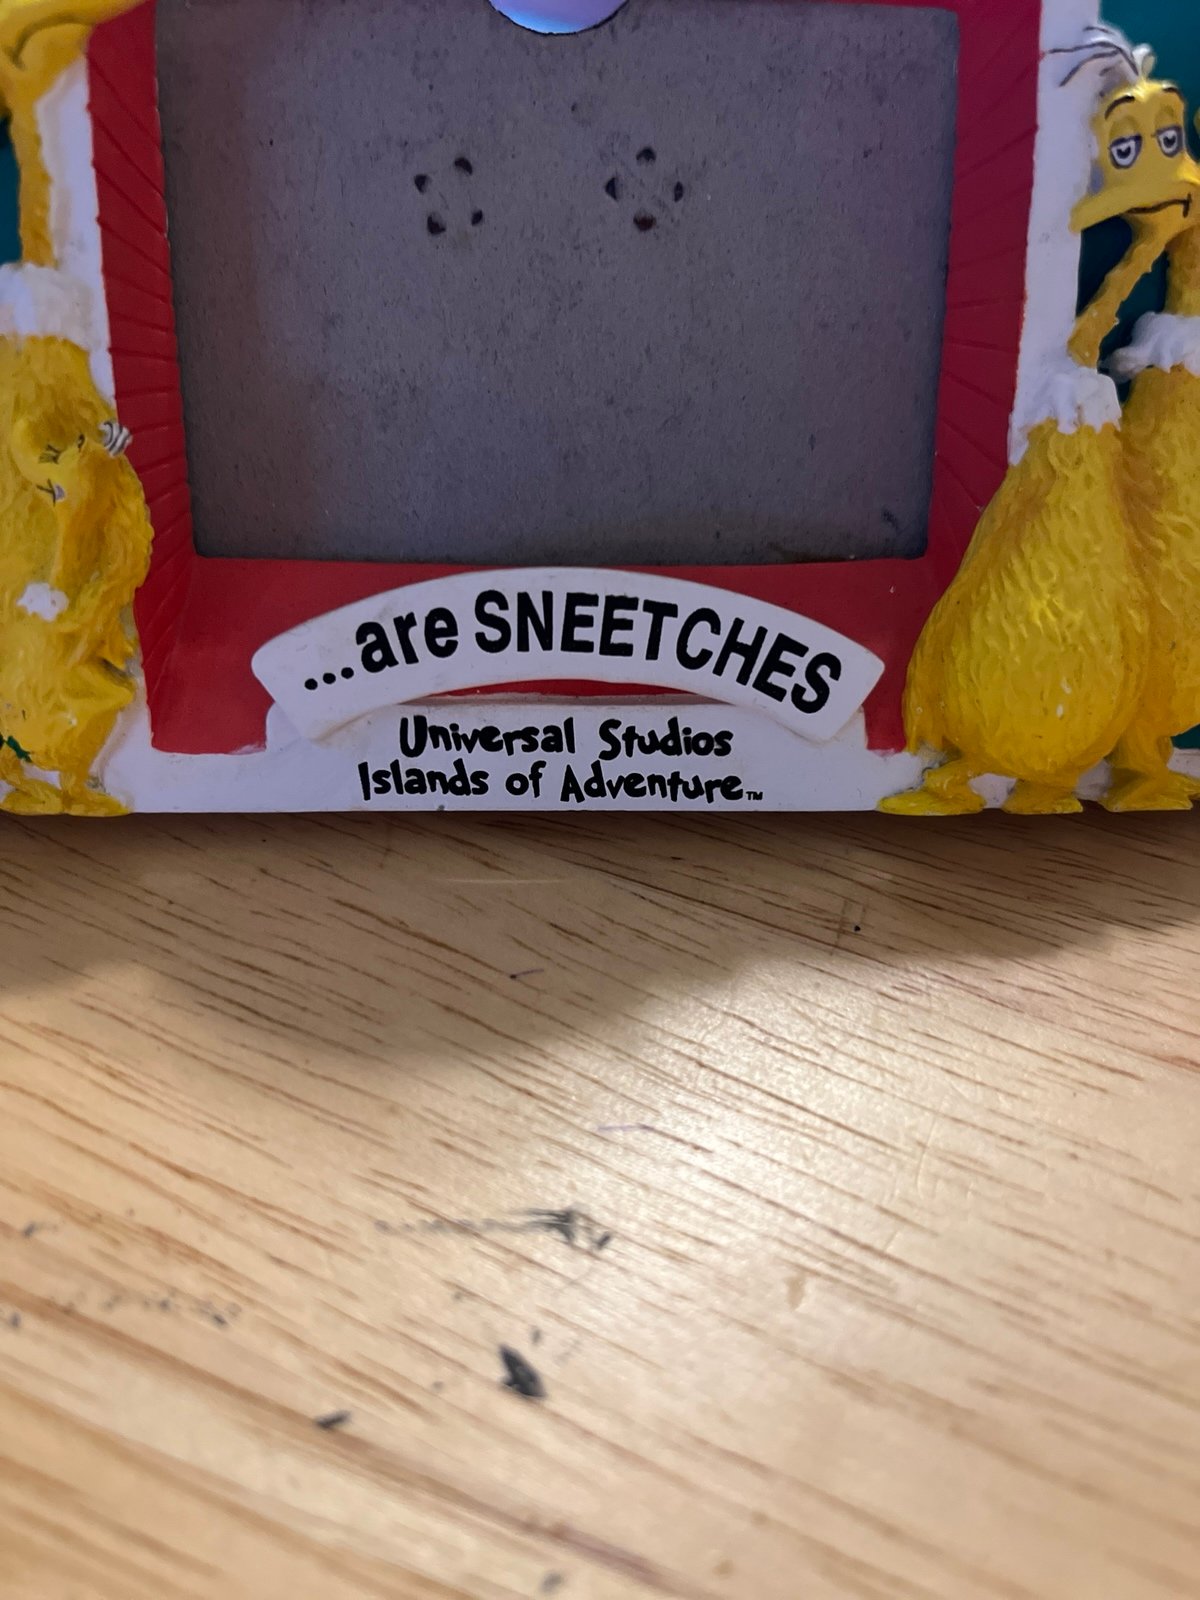 ...are SNEETCHES
Universal Studios
Islands of Adventure™